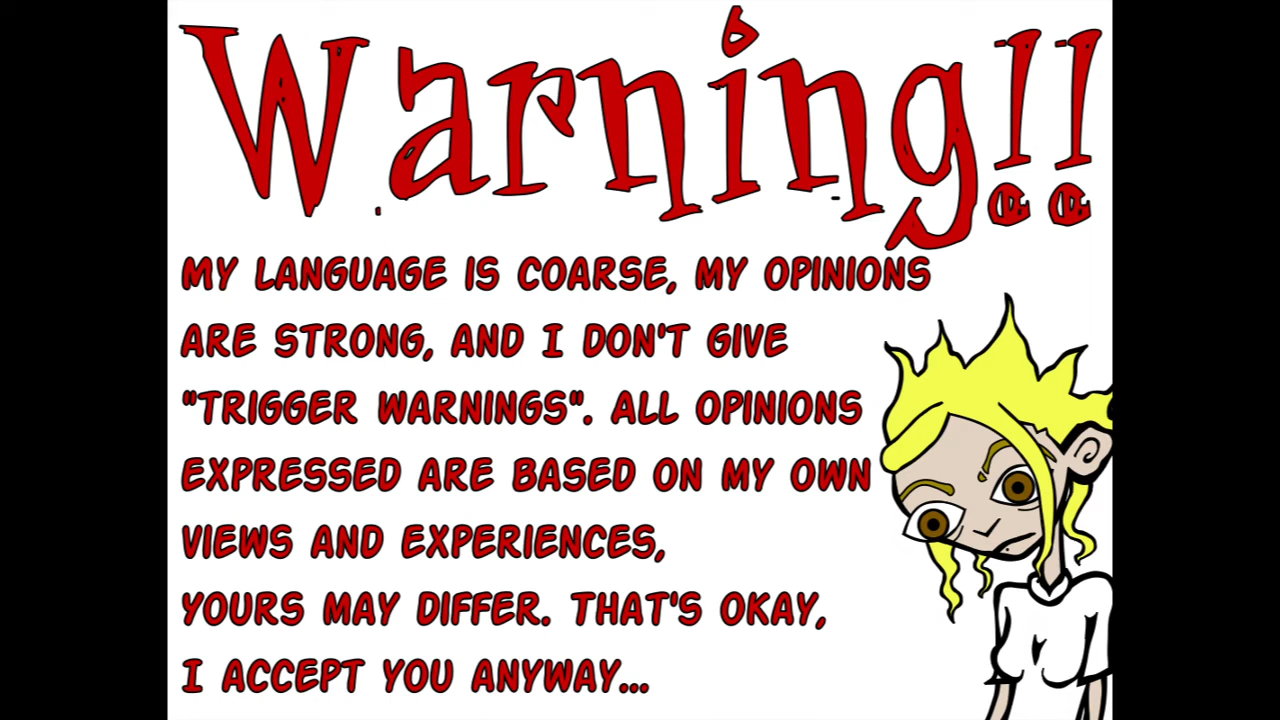 Warning!!
MY LANGUAGE IS COARSE, MY OPINIONS
ARE STRONG, AND I DON'T GIVE
"TRIGGER WARNINGS". ALL OPINIONS
EXPRESSED ARE BASED ON MY OWN
VIEWS AND EXPERIENCES,
YOURS MAY DIFFER. THAT'S OKAY,
I ACCEPT YOU ANYWAY...